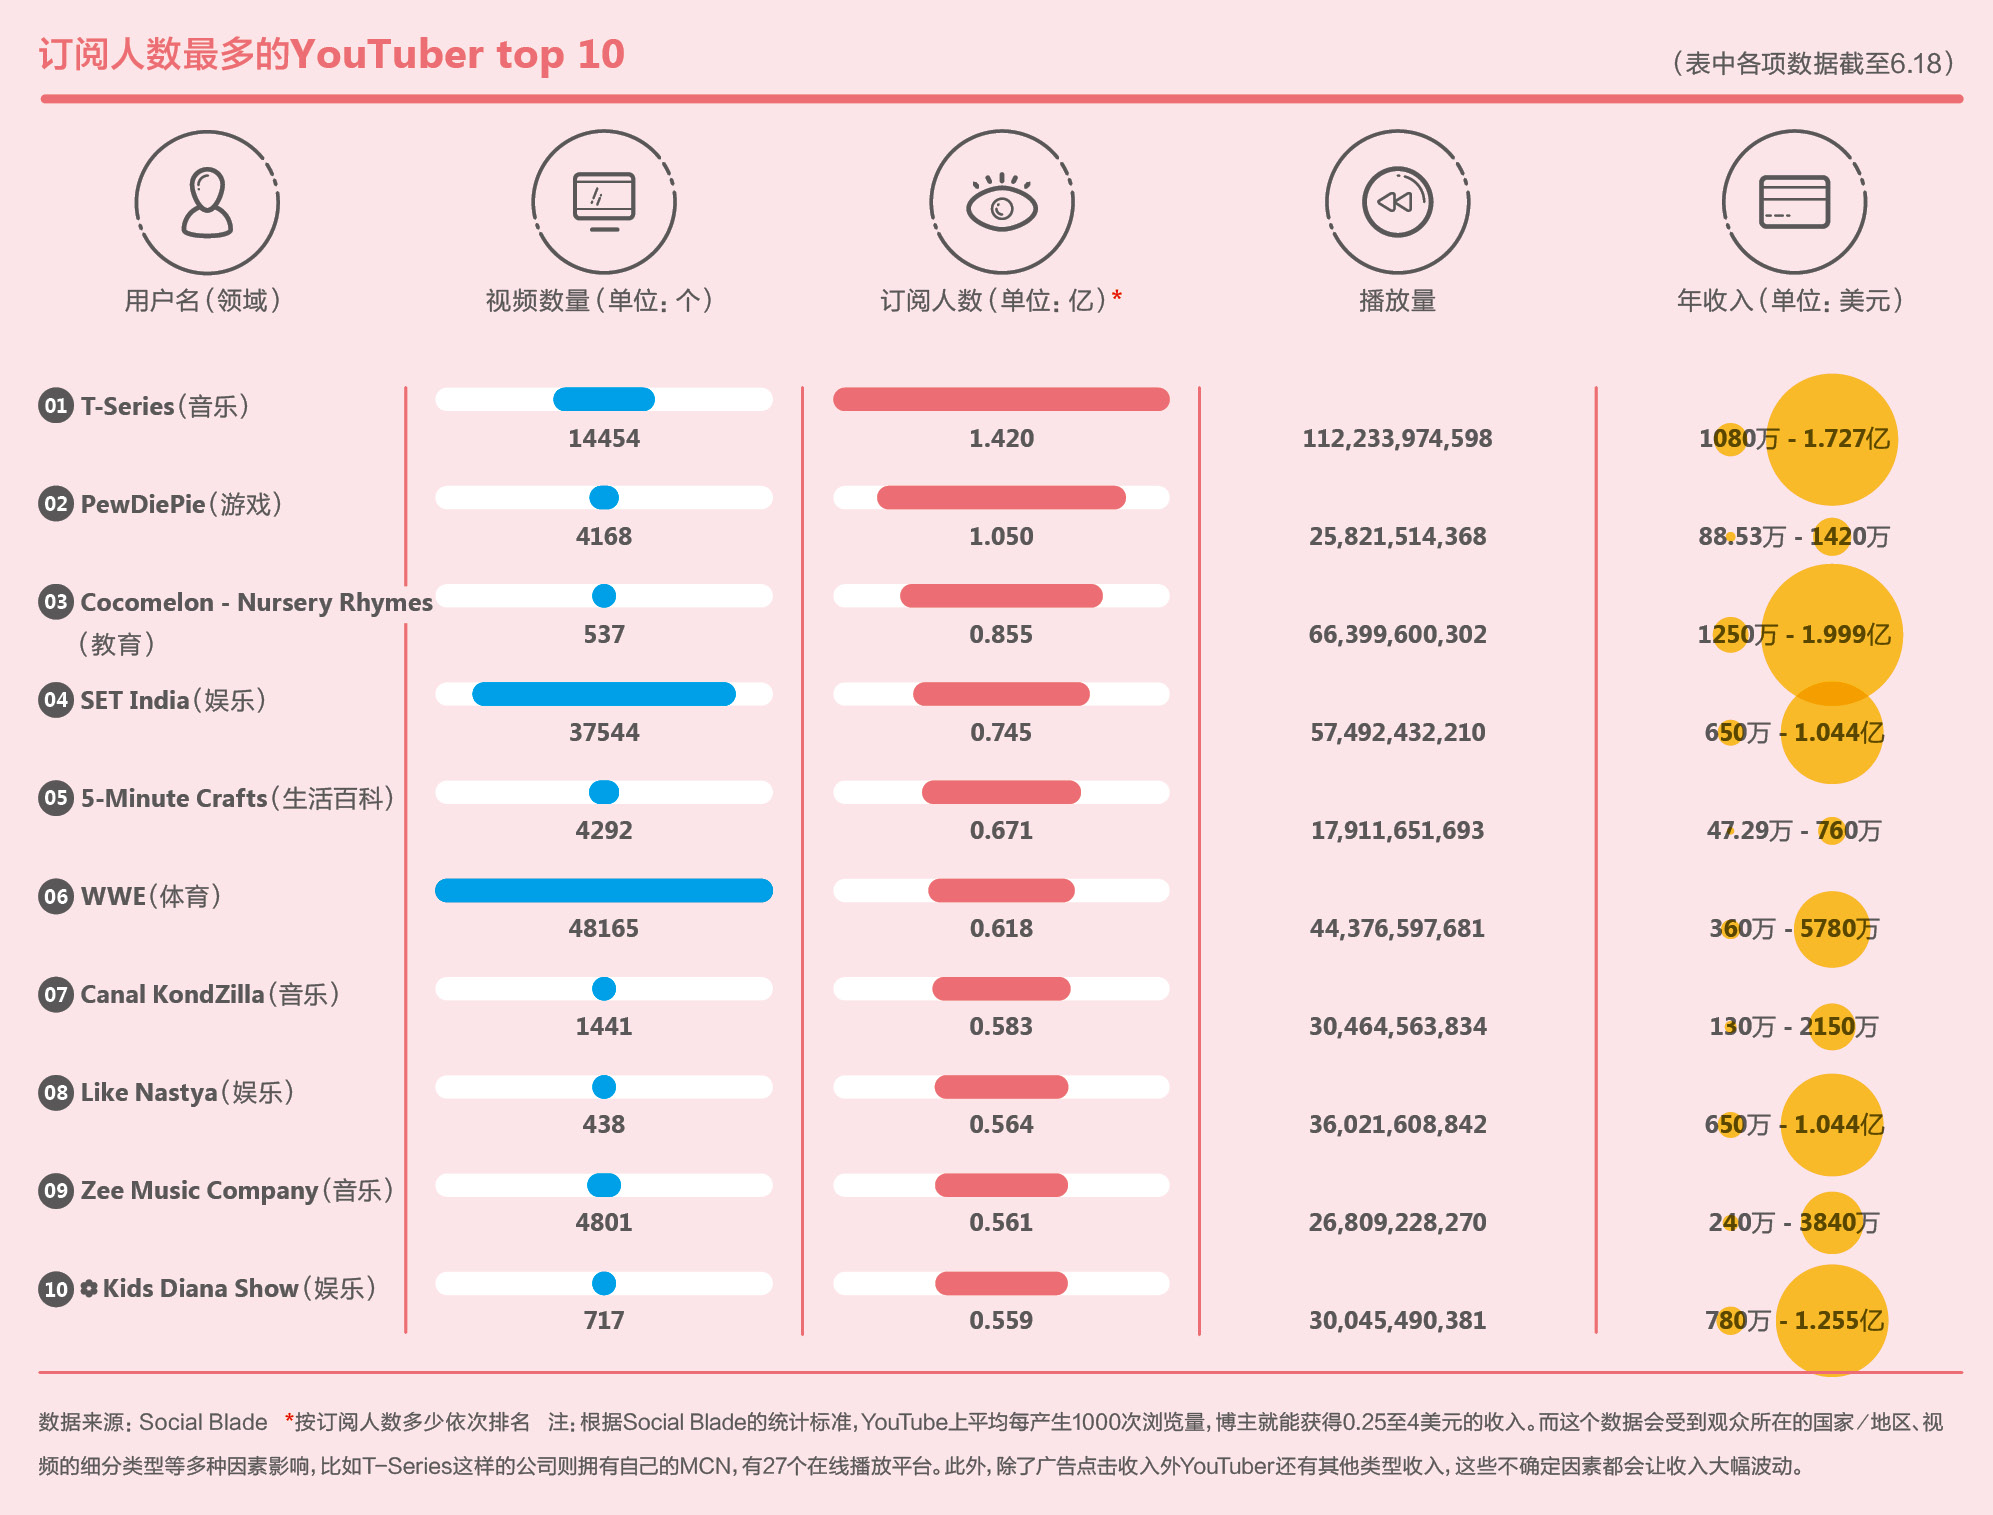 订阅人数最多的YouTuber top 10
（表中各项数据截至6.18）
用户名（领域） 视频数量（单位：个） 订阅人数（单位：亿）* 播放量 年收入（单位：美元）
01 T-Series（音乐） 14454 1.420 112,233,974,598 1080万 - 1.727亿
02 PewDiePie（游戏） 4168 1.050 25,821,514,368 88.53万 - 1420万
03 Cocomelon - Nursery Rhymes
（教育） 537 0.855 66,399,600,302 1250万 - 1.999亿
04 SET India（娱乐） 37544 0.745 57,492,432,210 650万 - 1.044亿
05 5-Minute Crafts（生活百科） 4292 0.671 17,911,651,693 47.29万 - 760万
06 WWE（体育） 48165 0.618 44,376,597,681 360万 - 5780万
07 Canal KondZilla（音乐） 1441 0.583 30,464,563,834 130万 - 2150万
08 Like Nastya（娱乐） 438 0.564 36,021,608,842 650万 - 1.044亿
09 Zee Music Company（音乐） 4801 0.561 26,809,228,270 240万 - 3840万
10 ✽ Kids Diana Show（娱乐） 717 0.559 30,045,490,381 780万 - 1.255亿
数据来源：Social Blade *按订阅人数多少依次排名 注：根据Social Blade的统计标准，YouTube上平均每产生1000次浏览量，博主就能获得0.25至4美元的收入。而这个数据会受到观众所在的国家/地区、视
频的细分类型等多种因素影响，比如T-Series这样的公司则拥有自己的MCN，有27个在线播放平台。此外，除了广告点击收入外YouTuber还有其他类型收入，这些不确定因素都会让收入大幅波动。